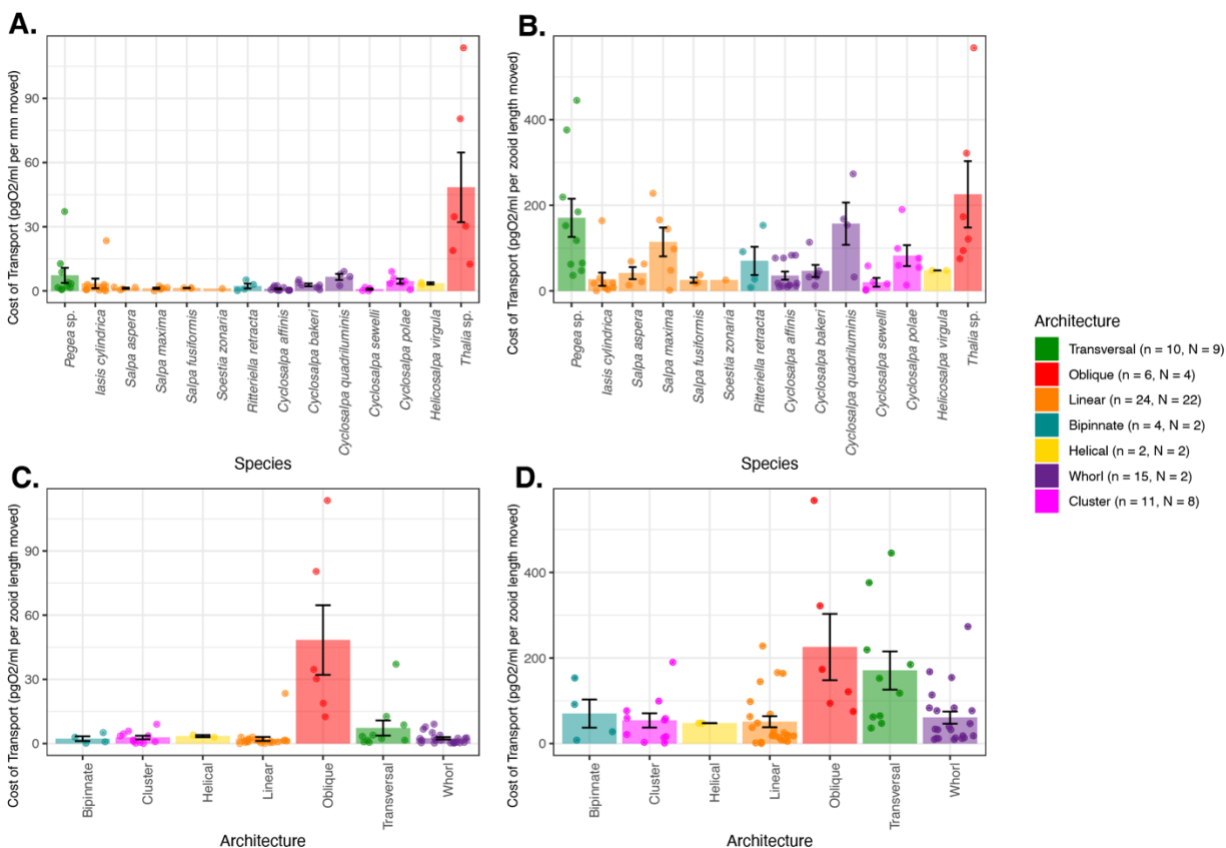 A.
Cost of Transport (pgO2/ml per mm moved)
90
60
30
0
Pegea sp.
Iasis cylindrica
Salpa aspera
Salpa maxima
Salpa fusiformis
Soestia zonaria
Ritteriella retracta
Cyclosalpa affinis
Cyclosalpa bakeri
Cyclosalpa quadriluminis
Cyclosalpa sewelli
Cyclosalpa polae
Helicosalpa virgula
Thalia sp.
Species
B.
Cost of Transport (pgO2/ml per zooid length moved)
400
200
0
Pegea sp.
Iasis cylindrica
Salpa aspera
Salpa maxima
Salpa fusiformis
Soestia zonaria
Ritteriella retracta
Cyclosalpa affinis
Cyclosalpa bakeri
Cyclosalpa quadriluminis
Cyclosalpa sewelli
Cyclosalpa polae
Helicosalpa virgula
Thalia sp.
Species
Architecture
Transversal (n = 10, N = 9)
Oblique (n = 6, N = 4)
Linear (n = 24, N = 22)
Bipinnate (n = 4, N = 2)
Helical (n = 2, N = 2)
Whorl (n = 15, N = 2)
Cluster (n = 11, N = 8)
C.
Cost of Transport (pgO2/ml per zooid length moved)
90
60
30
0
Bipinnate
Cluster
Helical
Linear
Oblique
Transversal
Whorl
Architecture
D.
Cost of Transport (pgO2/ml per zooid length moved)
400
200
0
Bipinnate
Cluster
Helical
Linear
Oblique
Transversal
Whorl
Architecture